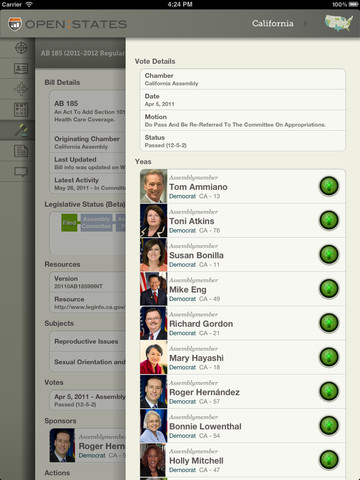 iPad
4:24 PM
100%
OPEN STATES
California
AB 185 (2011-2012 Regular
Bill Details
AB 185
An Act To Add Section 101
Health Care Coverage.
Originating Chamber
California Assembly
Last Updated
Bill info was updated on W
Latest Activity
May 28, 2011 - In Committe
Legislative Status (Beta)
Filed
Assembly
Committee
Resources
Version
20110AB18599INT
Resource
http://www.leginfo.ca.gov/
Subjects
Reproductive Issues
Sexual Orientation and
Votes
Apr 5, 2011 - Assembly
Passed (12-5-2)
Sponsors
Assemblymember
Roger Hern
Democrat CA
Actions
Vote Details
Chamber
California Assembly
Date
Apr 5, 2011
Motion
Do Pass And Be Re-Referred To The Committee On Appropriations.
Status
Passed (12-5-2)
Yeas
Assemblymember
Tom Ammiano
Democrat CA - 13
Assemblymember
Toni Atkins
Democrat CA - 76
Assemblymember
Susan Bonilla
Democrat CA - 11
Assemblymember
Mike Eng
Democrat CA - 49
Assemblymember
Richard Gordon
Democrat CA - 21
Assemblymember
Mary Hayashi
Democrat CA - 18
Assemblymember
Roger Hernández
Democrat CA - 57
Assemblymember
Bonnie Lowenthal
Democrat CA - 54
Assemblymember
Holly Mitchell
Democrat CA - 47